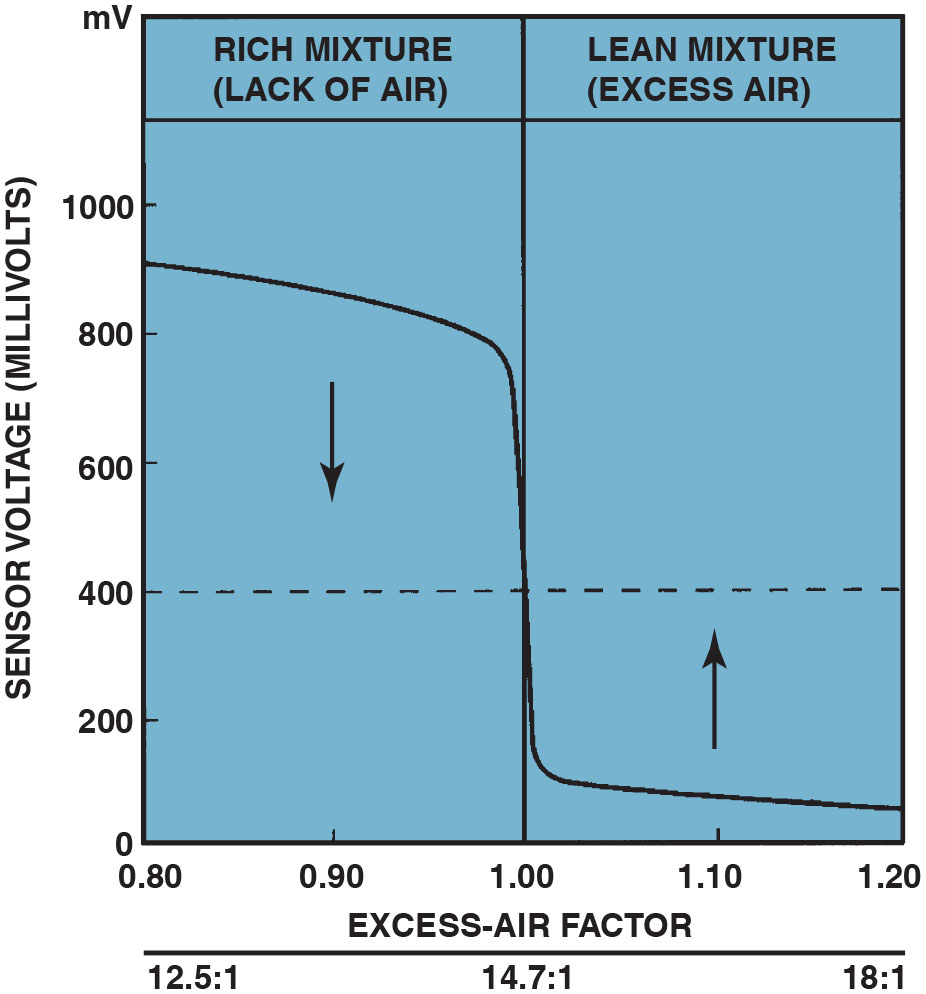 mV
RICH MIXTURE
(LACK OF AIR)
LEAN MIXTURE
(EXCESS AIR)
SENSOR VOLTAGE (MILLIVOLTS)
1000
800
600
400
200
0
0.80
0.90
1.00
1.10
1.20
EXCESS-AIR FACTOR
12.5:1
14.7:1
18:1